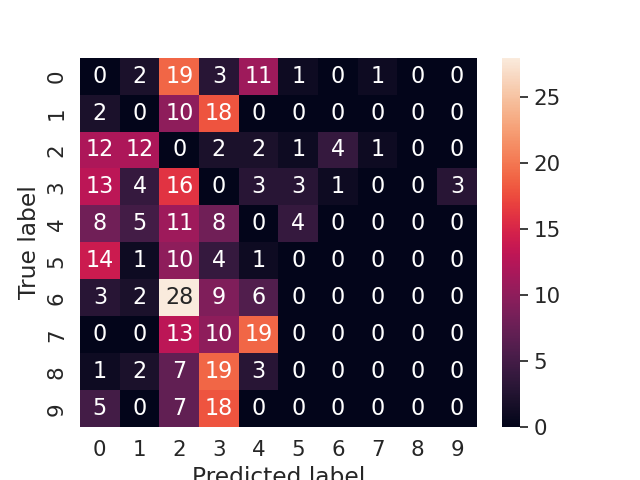 0 0 2 19 3 11 1 0 1 0 0
1 2 0 10 18 0 0 0 0 0 0
2 12 12 0 2 2 1 4 1 0 0
3 13 4 16 0 3 3 1 0 0 3
4 8 5 11 8 0 4 0 0 0 0
5 14 1 10 4 1 0 0 0 0 0
6 3 2 28 9 6 0 0 0 0 0
7 0 0 13 10 19 0 0 0 0 0
8 1 2 7 19 3 0 0 0 0 0
9 5 0 7 18 0 0 0 0 0 0
0 1 2 3 4 5 6 7 8 9
Predicted label
True label
25
20
15
10
5
0